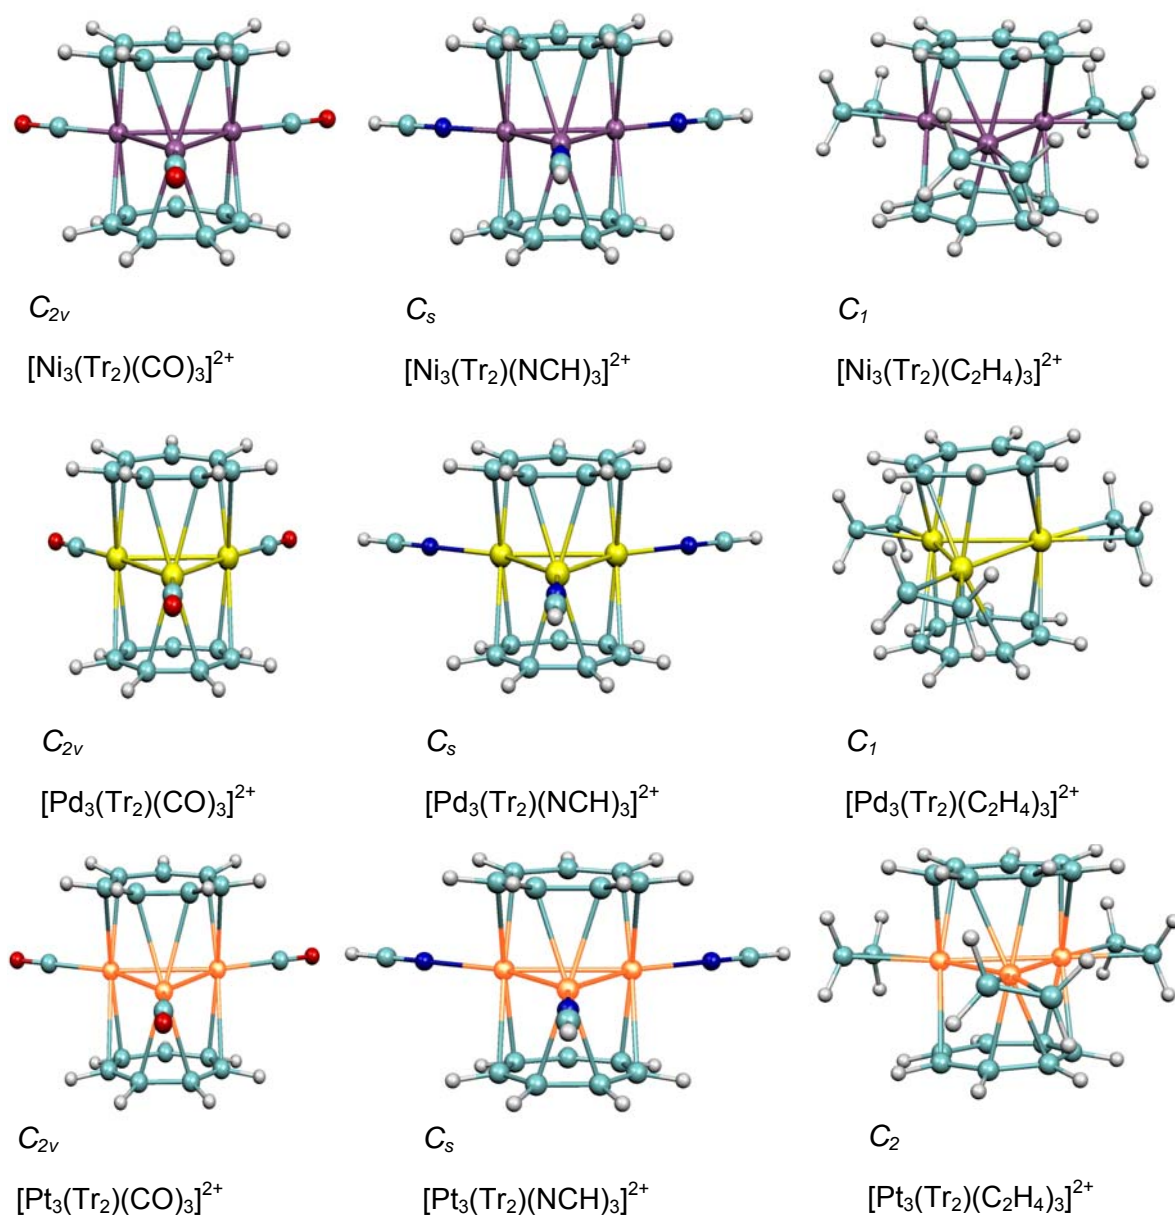 C₂ᵥ Cₛ C₁
[Ni₃(Tr₂)(CO)₃]²⁺ [Ni₃(Tr₂)(NCH)₃]²⁺ [Ni₃(Tr₂)(C₂H₄)₃]²⁺
C₂ᵥ Cₛ C₁
[Pd₃(Tr₂)(CO)₃]²⁺ [Pd₃(Tr₂)(NCH)₃]²⁺ [Pd₃(Tr₂)(C₂H₄)₃]²⁺
C₂ᵥ Cₛ C₂
[Pt₃(Tr₂)(CO)₃]²⁺ [Pt₃(Tr₂)(NCH)₃]²⁺ [Pt₃(Tr₂)(C₂H₄)₃]²⁺